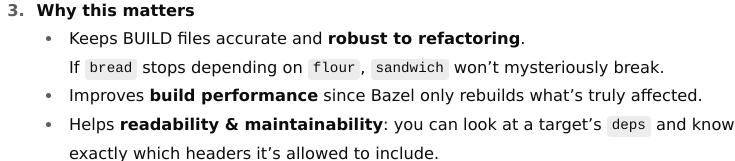 3. Why this matters
• Keeps BUILD files accurate and robust to refactoring.
If bread stops depending on flour, sandwich won’t mysteriously break.
• Improves build performance since Bazel only rebuilds what’s truly affected.
• Helps readability & maintainability: you can look at a target’s deps and know
exactly which headers it’s allowed to include.